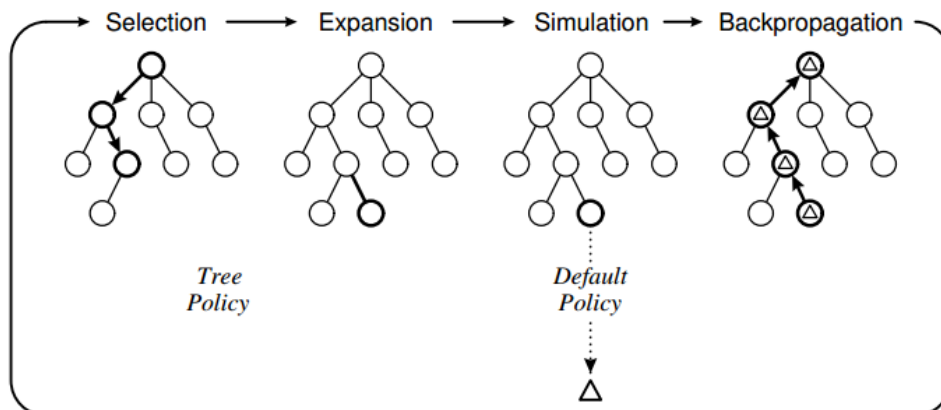 Selection Expansion Simulation Backpropagation
Tree
Policy
Default
Policy